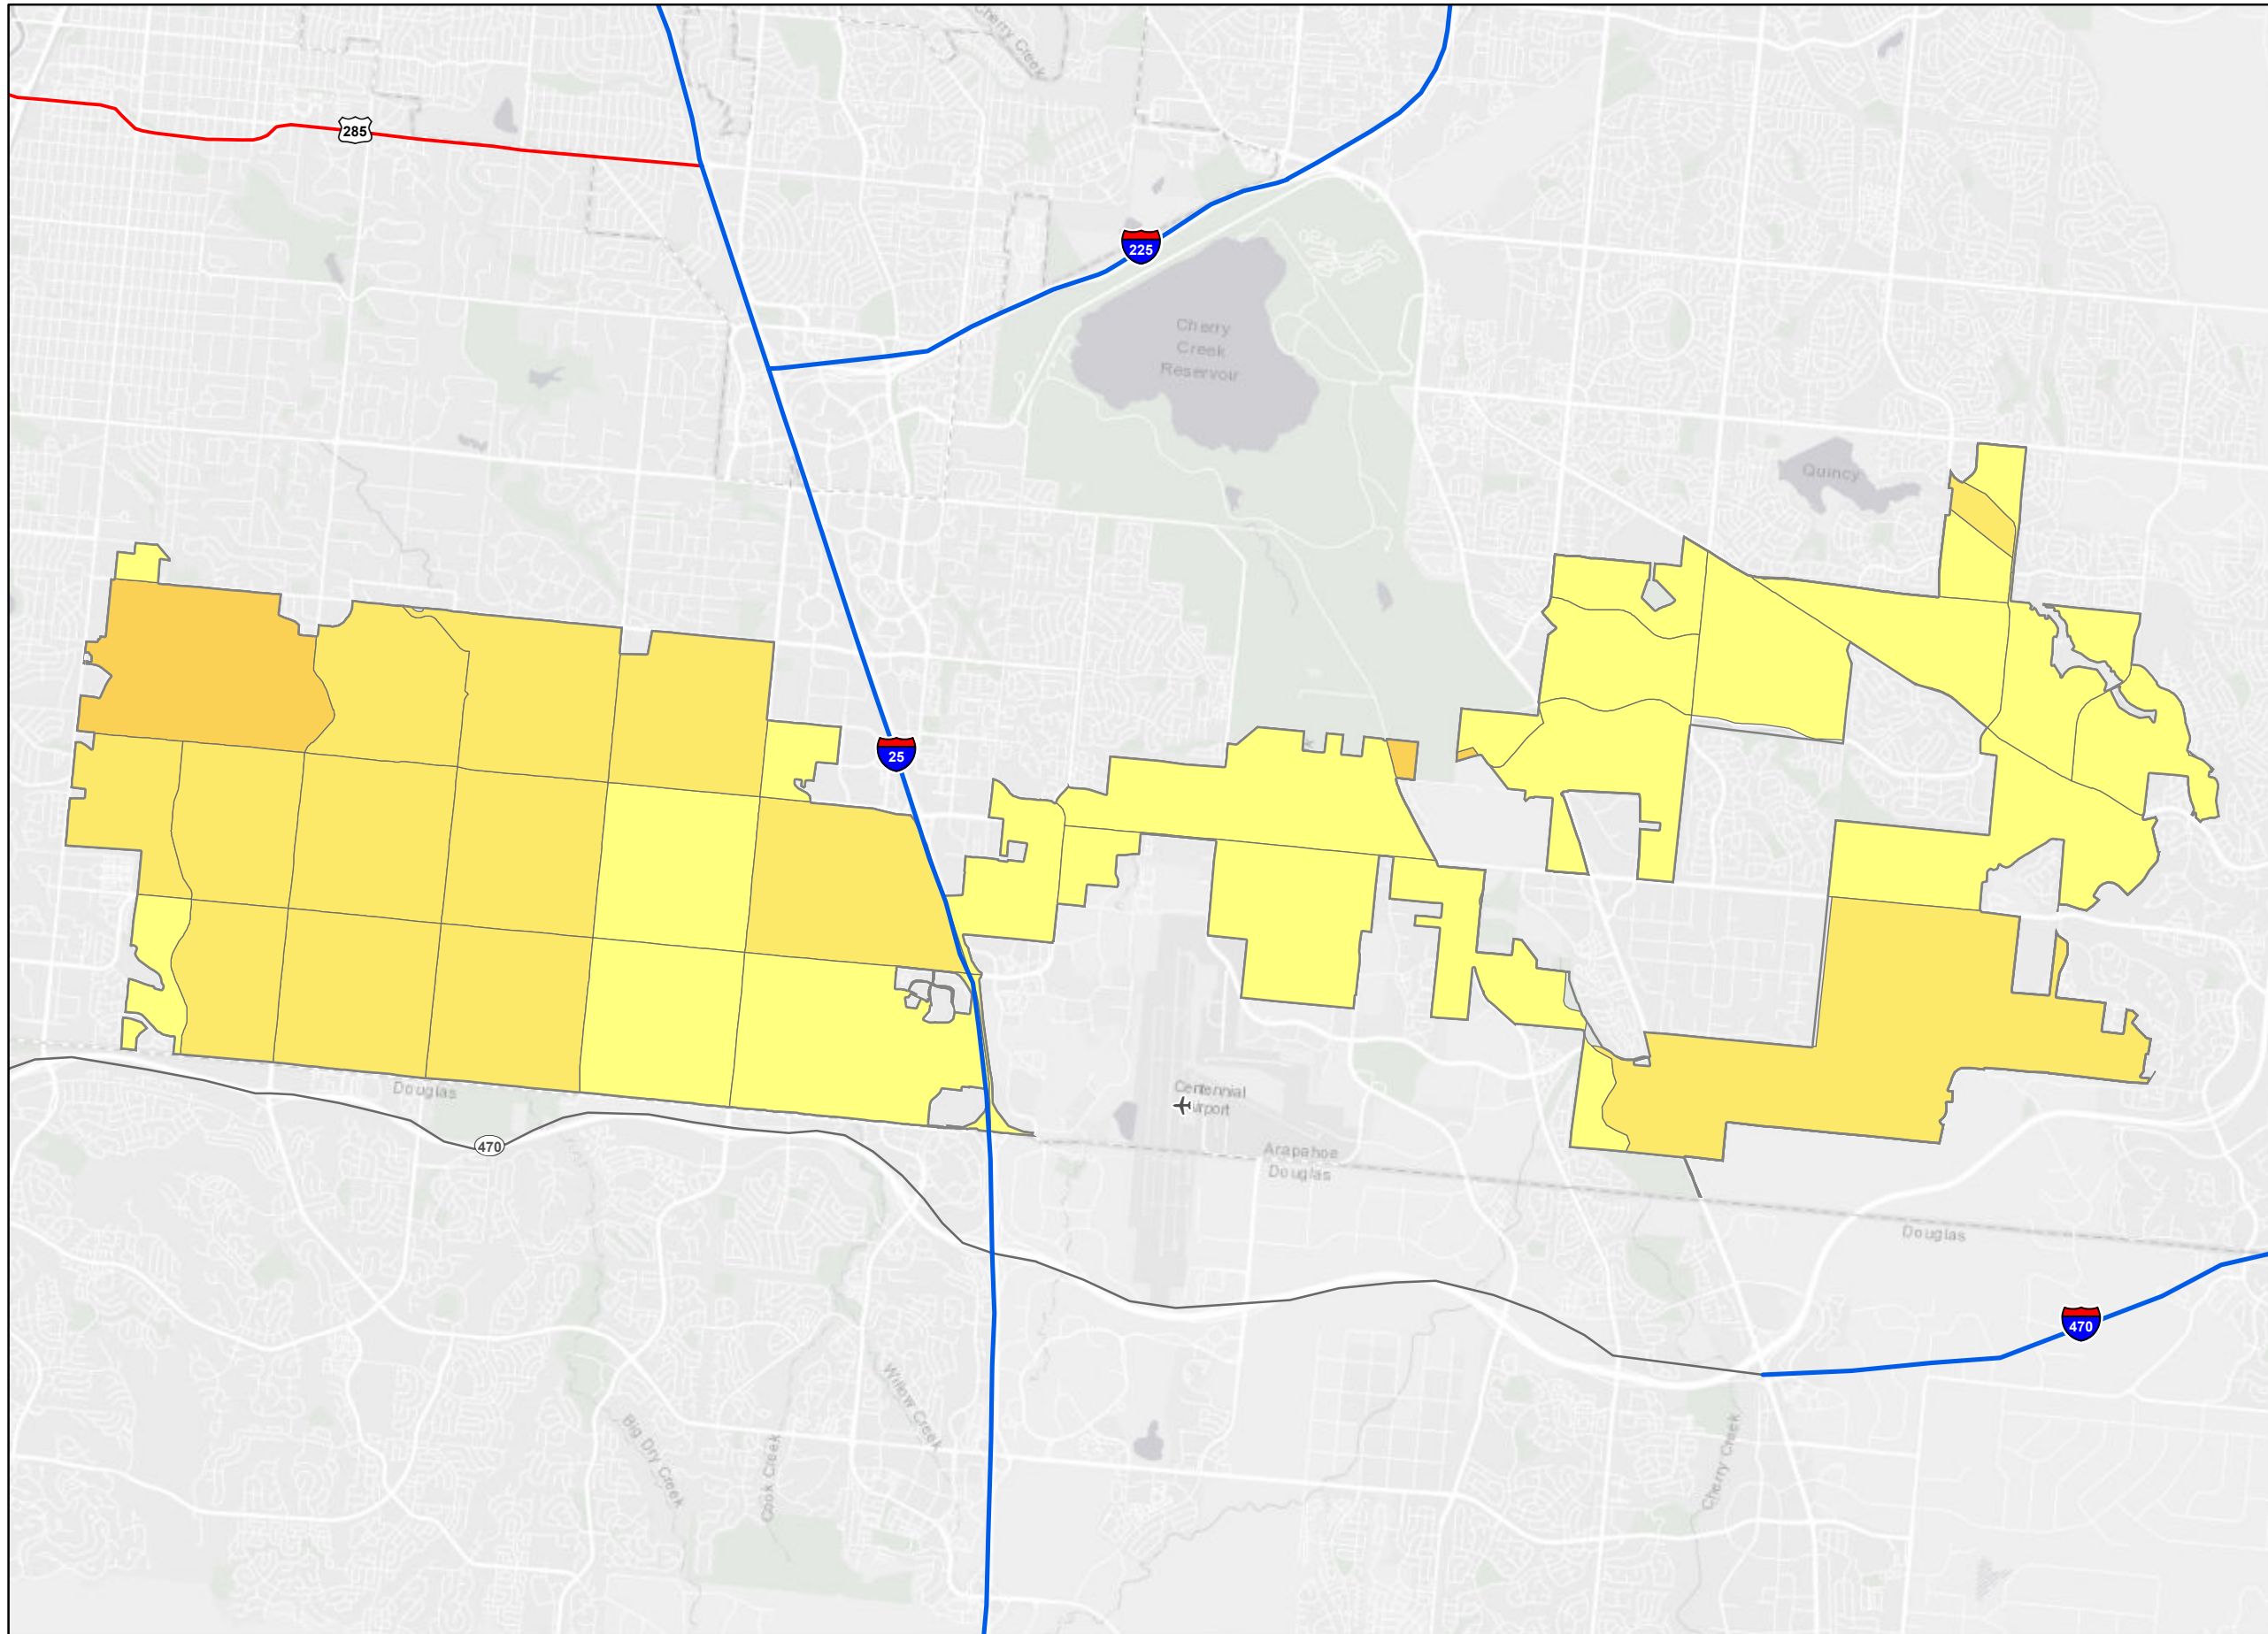 Cherry Creek
285
225
Cherry
Creek
Reservoir
Quincy
25
Centennial
Airport
Douglas
470
Arapahoe
Douglas
Douglas
470
Willow Creek
Big Dry Creek
Cook Creek
Cherry Creek